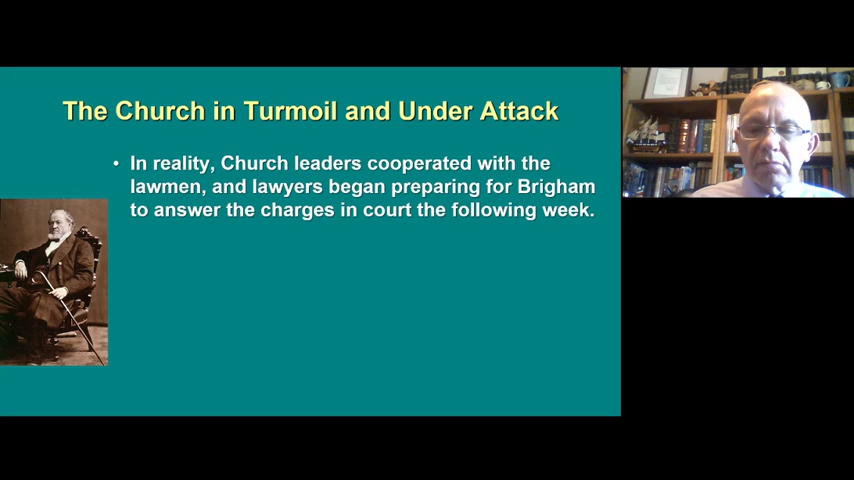 The Church in Turmoil and Under Attack
• In reality, Church leaders cooperated with the
lawmen, and lawyers began preparing for Brigham
to answer the charges in court the following week.